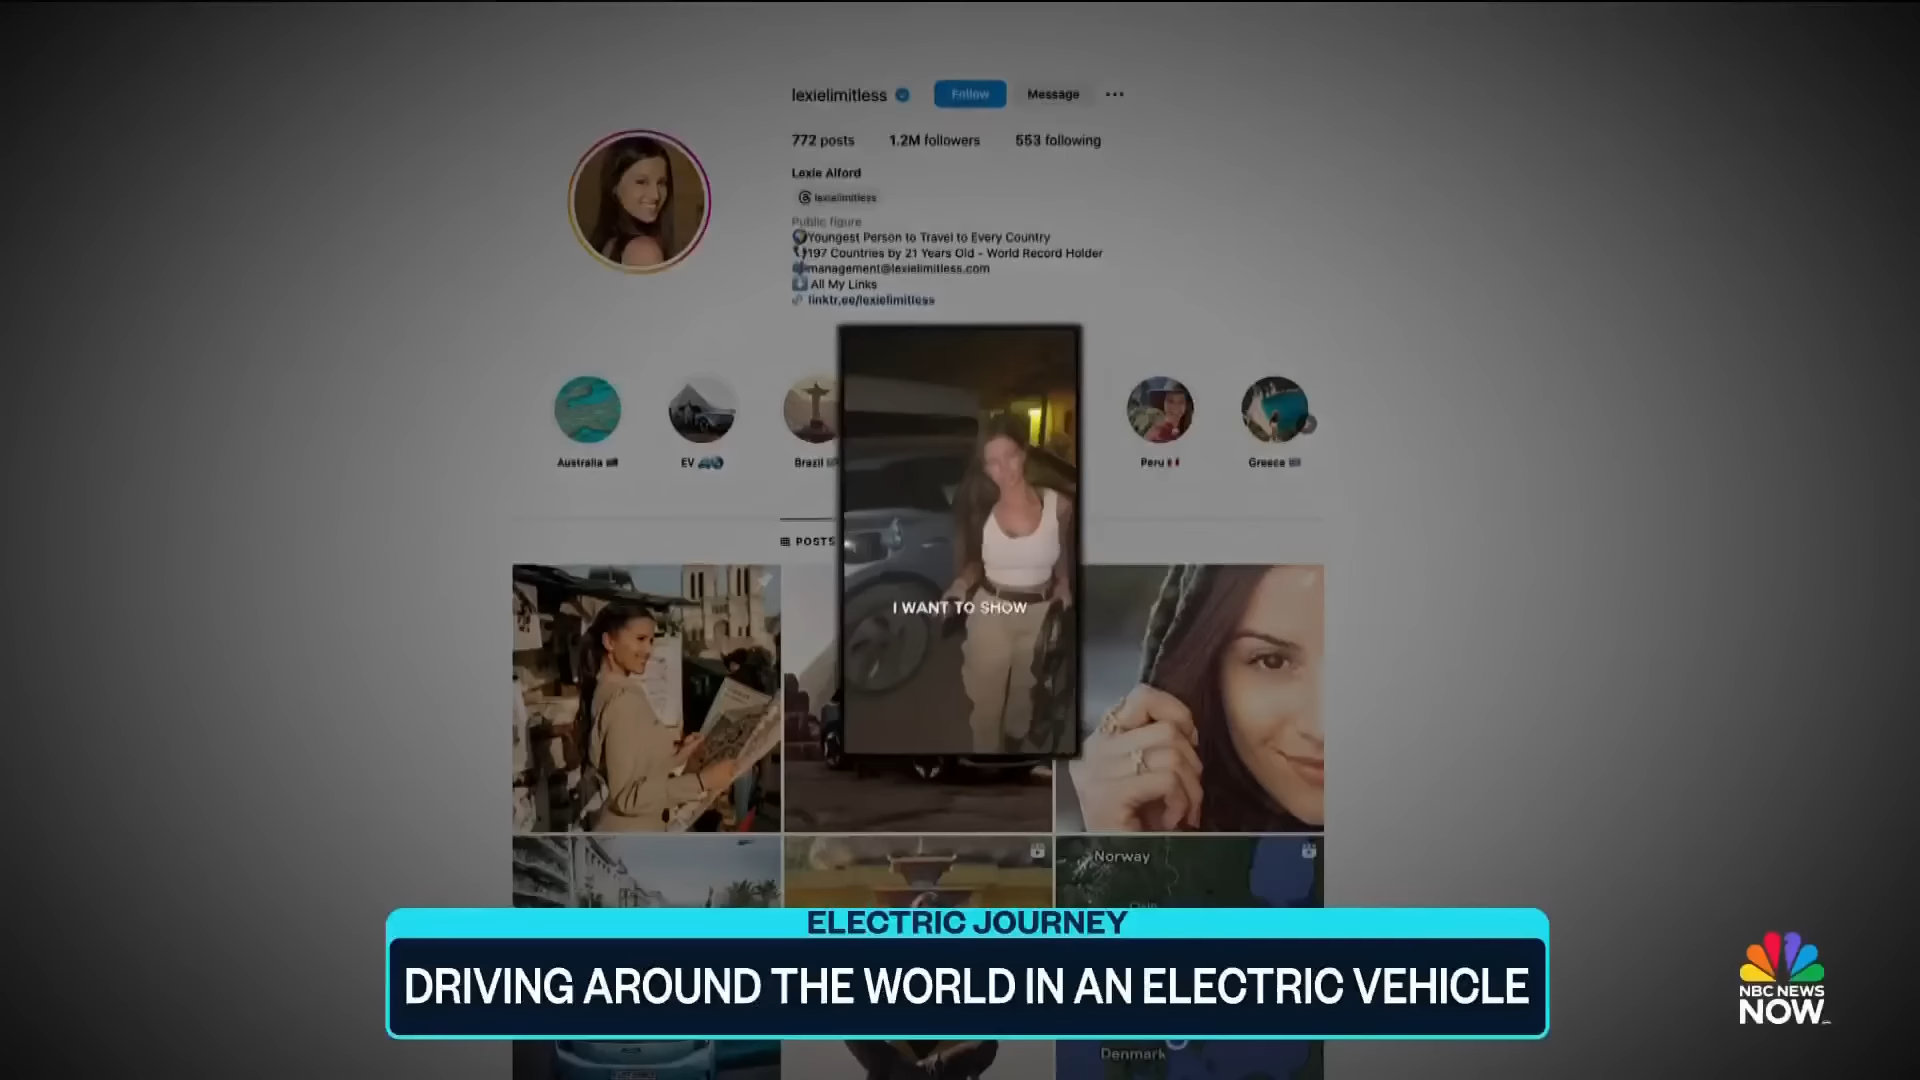 lexielimitless
Follow
Message
772 posts
1.2M followers
553 following
Lexie Alford
lexielimitless
Public figure
Youngest Person to Travel to Every Country
197 Countries by 21 Years Old - World Record Holder
management@lexielimitless.com
All My Links
linktr.ee/lexielimitless
Australia
EV
Brazil
Peru
Greece
POSTS
I WANT TO SHOW
Norway
ELECTRIC JOURNEY
DRIVING AROUND THE WORLD IN AN ELECTRIC VEHICLE
NBC NEWS
NOW
Denmark